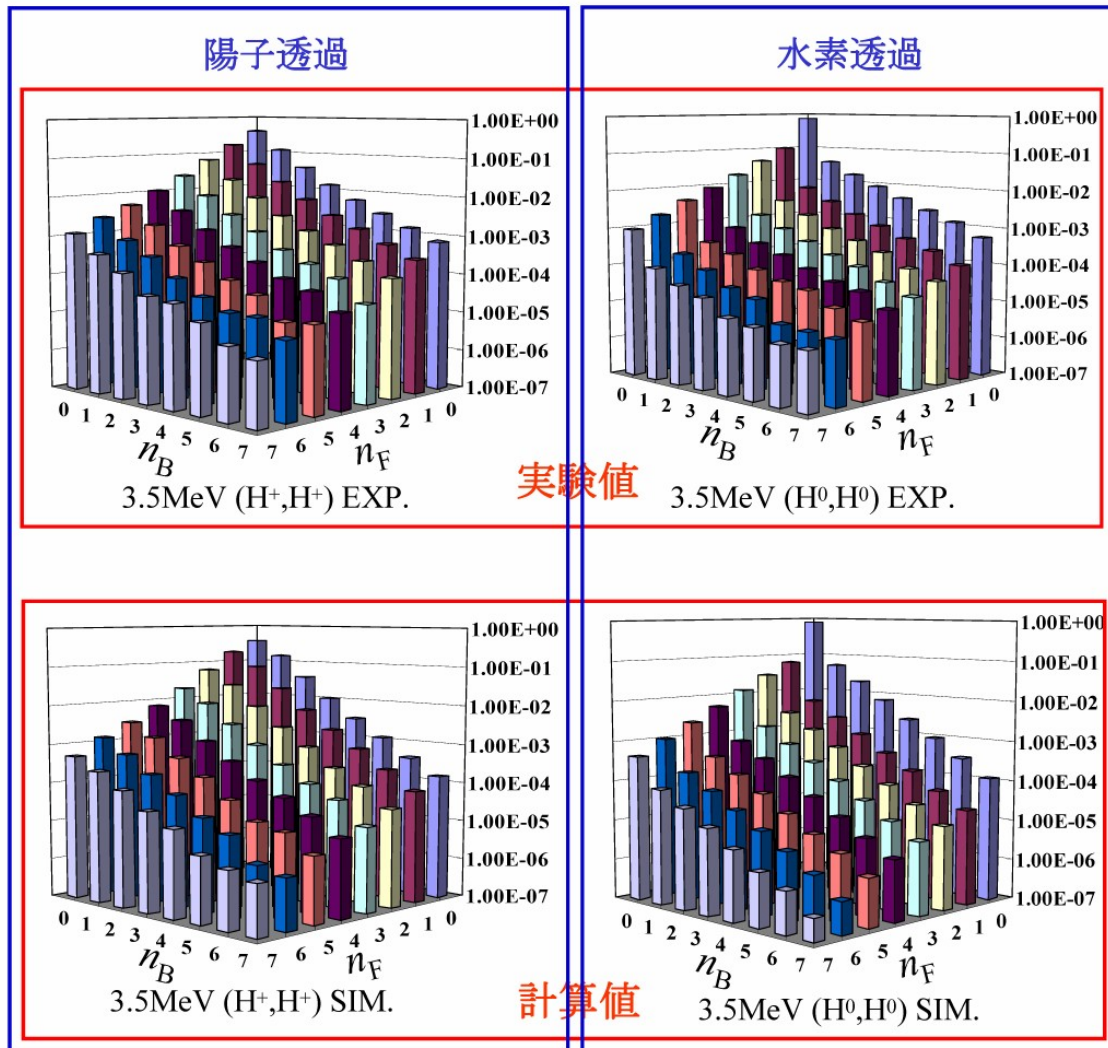 陽子透過
水素透過
1.00E+00
1.00E-01
1.00E-02
1.00E-03
1.00E-04
1.00E-05
1.00E-06
1.00E-07
0 1 2 3 4 5 6 7
7 6 5 4 3 2 1 0
nB
nF
3.5MeV (H⁺,H⁺) EXP.
1.00E+00
1.00E-01
1.00E-02
1.00E-03
1.00E-04
1.00E-05
1.00E-06
1.00E-07
0 1 2 3 4 5 6 7
7 6 5 4 3 2 1 0
nB
nF
3.5MeV (H⁰,H⁰) EXP.
実験値
1.00E+00
1.00E-01
1.00E-02
1.00E-03
1.00E-04
1.00E-05
1.00E-06
1.00E-07
0 1 2 3 4 5 6 7
7 6 5 4 3 2 1 0
nB
nF
3.5MeV (H⁺,H⁺) SIM.
1.00E+00
1.00E-01
1.00E-02
1.00E-03
1.00E-04
1.00E-05
1.00E-06
1.00E-07
0 1 2 3 4 5 6 7
7 6 5 4 3 2 1 0
nB
nF
3.5MeV (H⁰,H⁰) SIM.
計算値